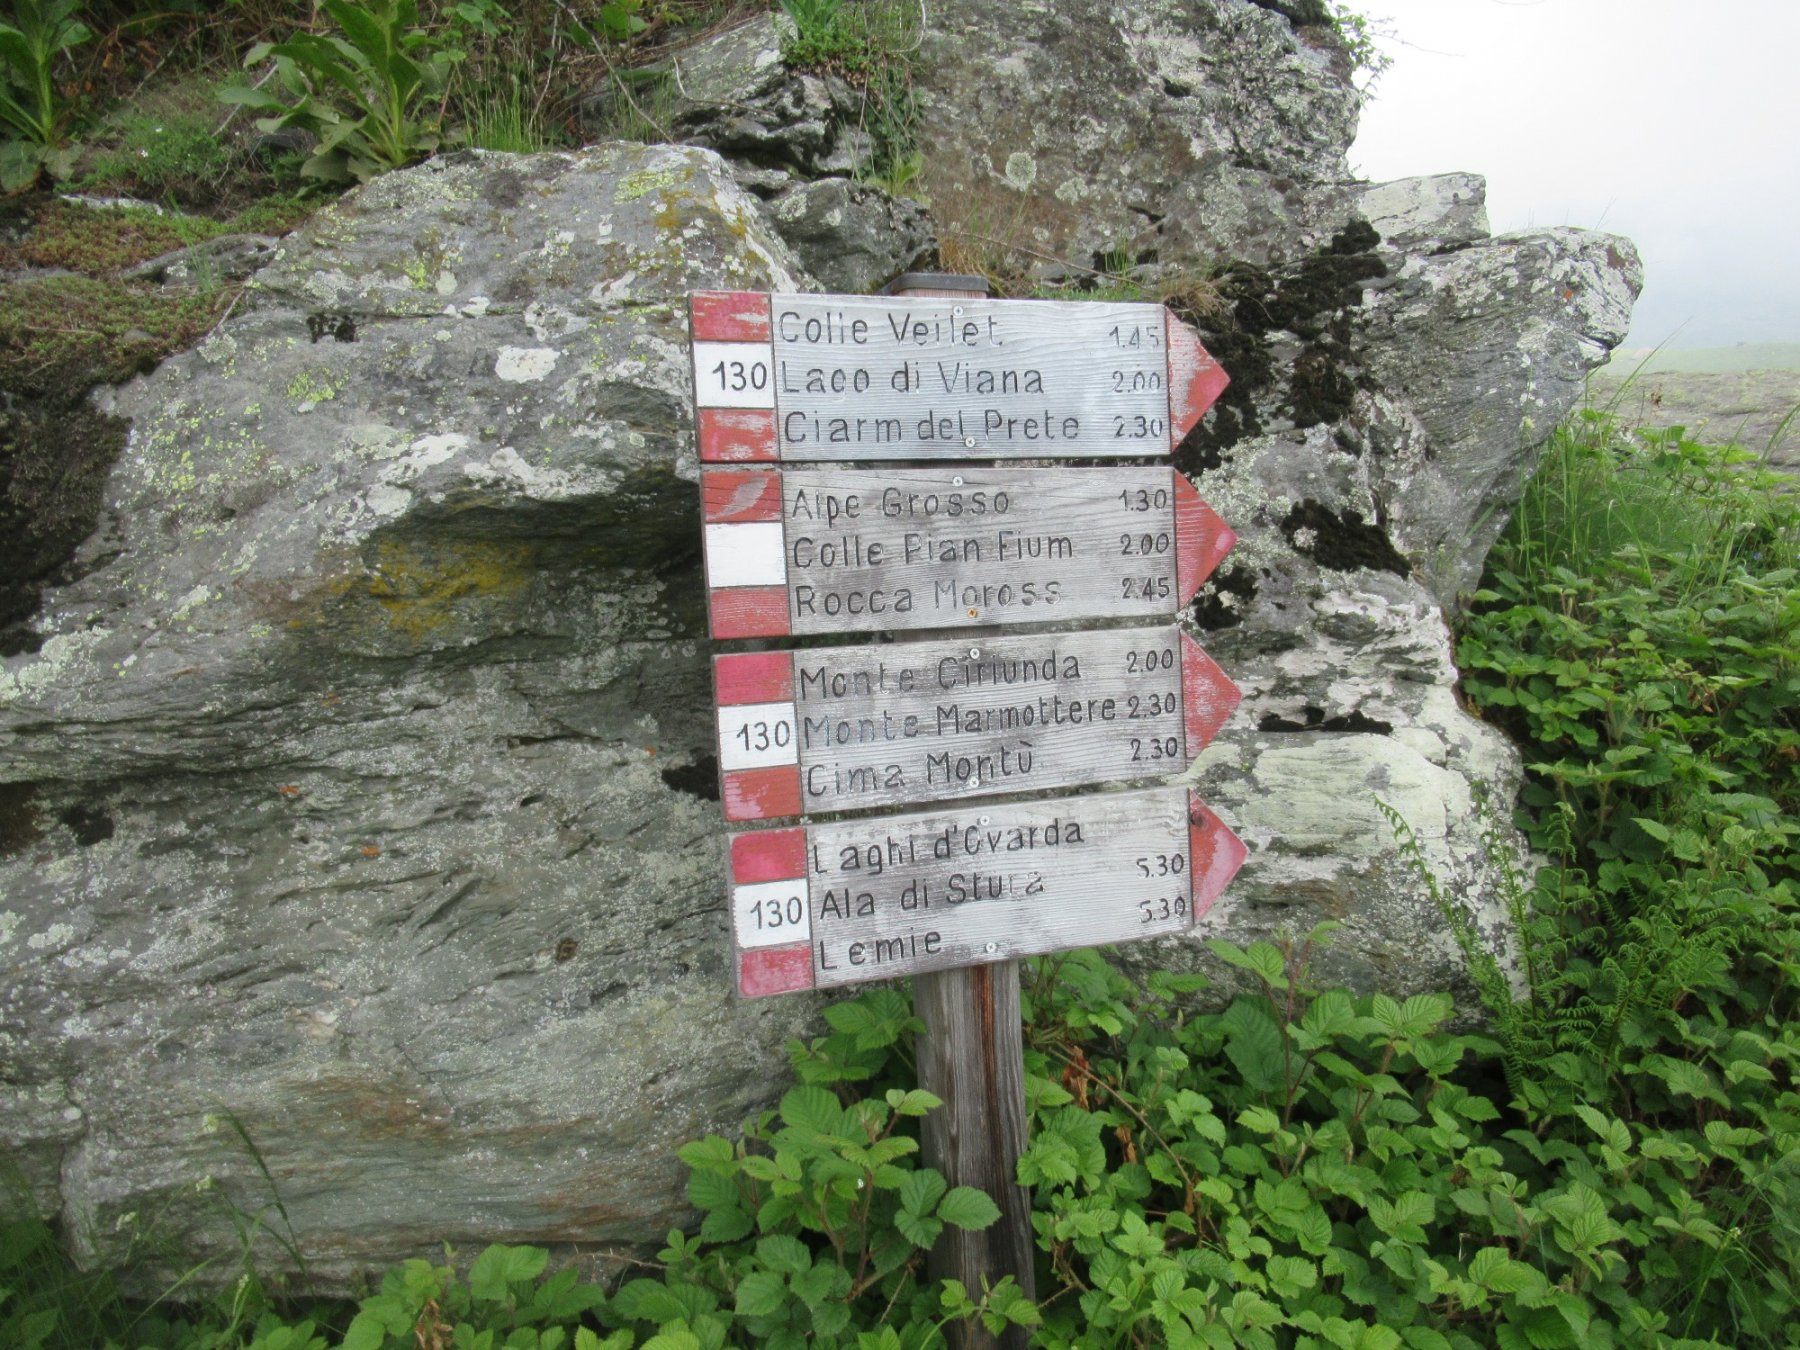 Colle Veilet 1.45
130 Lago di Viana 2.00
Ciarm del Prete 2.30
Alpe Grosso 1.30
Colle Pian Fium 2.00
Rocca Moross 2.45
Monte Ciriunda 2.00
130 Monte Marmottere 2.30
Cima Montù 2.30
Laghi d'Ovarda
130 Ala di Stura 5.30
Lemie 5.30